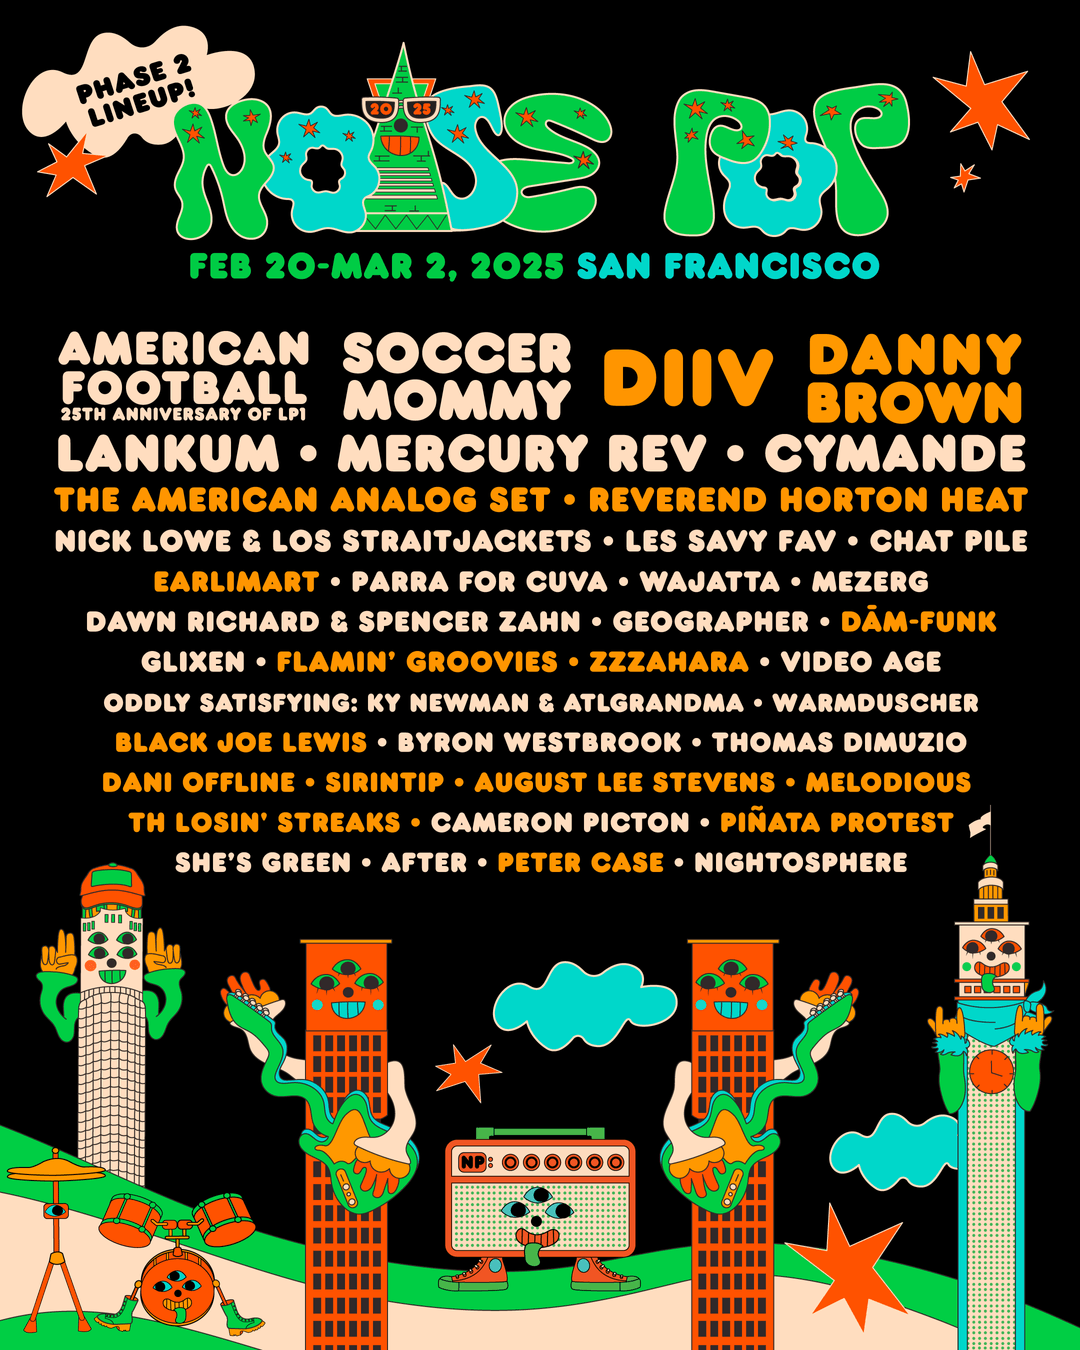 PHASE 2
LINEUP!
NOISE POP
20 25
FEB 20-MAR 2, 2025 SAN FRANCISCO
AMERICAN
FOOTBALL
25TH ANNIVERSARY OF LP1
SOCCER
MOMMY
DIIV
DANNY
BROWN
LANKUM • MERCURY REV • CYMANDE
THE AMERICAN ANALOG SET • REVEREND HORTON HEAT
NICK LOWE & LOS STRAITJACKETS • LES SAVY FAV • CHAT PILE
EARLIMART • PARRA FOR CUVA • WAJATTA • MEZERG
DAWN RICHARD & SPENCER ZAHN • GEOGRAPHER • DĀM-FUNK
GLIXEN • FLAMIN' GROOVIES • ZZZAHARA • VIDEO AGE
ODDLY SATISFYING: KY NEWMAN & ATLGRANDMA • WARMDUSCHER
BLACK JOE LEWIS • BYRON WESTBROOK • THOMAS DIMUZIO
DANI OFFLINE • SIRINTIP • AUGUST LEE STEVENS • MELODIOUS
TH LOSIN' STREAKS • CAMERON PICTON • PIÑATA PROTEST
SHE'S GREEN • AFTER • PETER CASE • NIGHTOSPHERE
NP